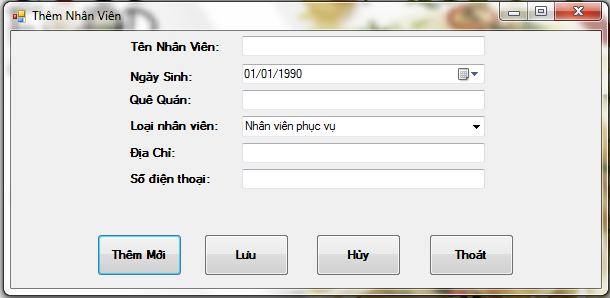 Thêm Nhân Viên
Tên Nhân Viên:
Ngày Sinh: 01/01/1990
Quê Quán:
Loại nhân viên: Nhân viên phục vụ
Địa Chỉ:
Số điện thoại:
Thêm Mới Lưu Hủy Thoát